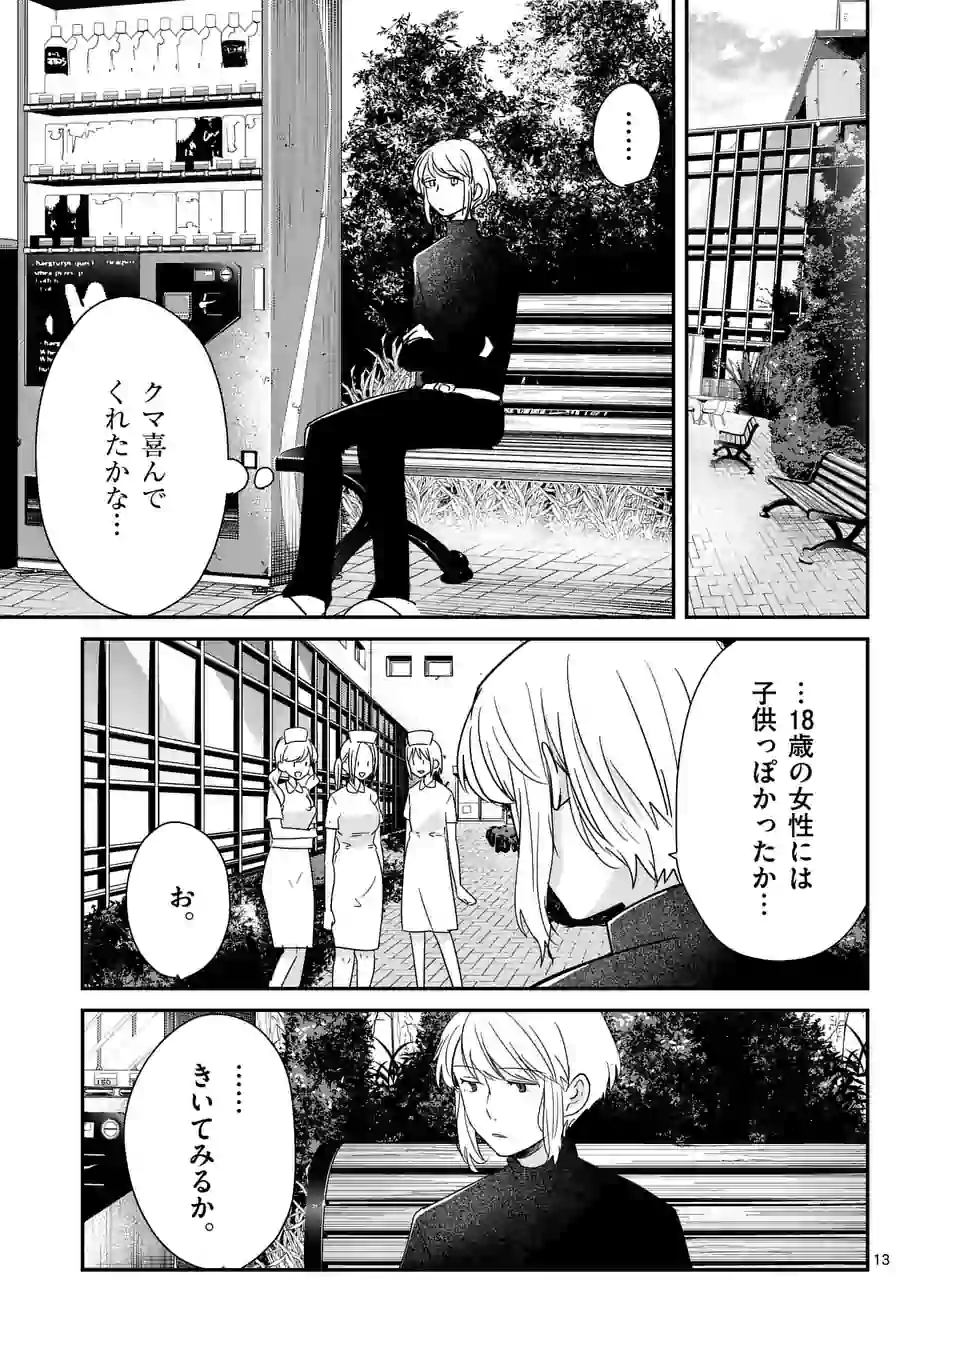 ……
クマ喜んで
くれたかな…
…18歳の女性には
子供っぽかったか…
お。
……
きいてみるか。
13